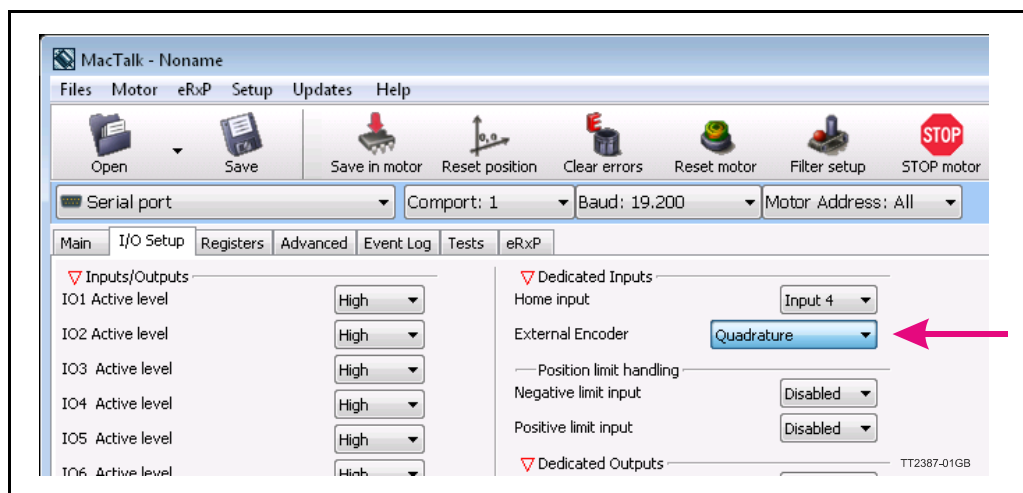 MacTalk - Noname
Files Motor eRxP Setup Updates Help
0,0
STOP
Open Save Save in motor Reset position Clear errors Reset motor Filter setup STOP motor
Serial port Comport: 1 Baud: 19.200 Motor Address: All
Main I/O Setup Registers Advanced Event Log Tests eRxP
Inputs/Outputs
IO1 Active level High
IO2 Active level High
IO3 Active level High
IO4 Active level High
IO5 Active level High
IO6 Active level High
Dedicated Inputs
Home input Input 4
External Encoder Quadrature
Position limit handling
Negative limit input Disabled
Positive limit input Disabled
Dedicated Outputs
TT2387-01GB